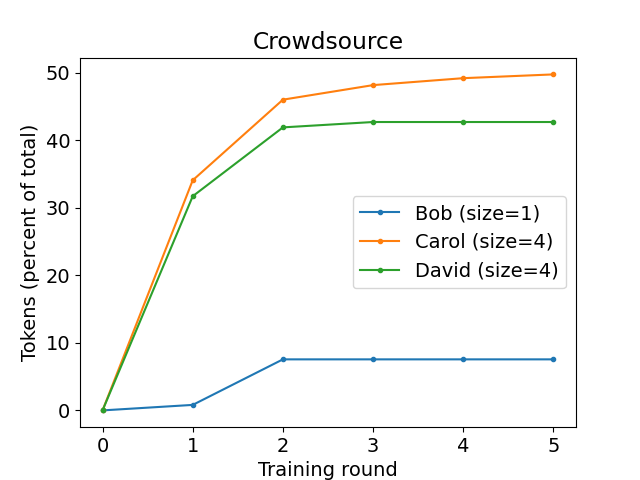 Crowdsource
Tokens (percent of total)
50
40
30
20
10
0
Bob (size=1)
Carol (size=4)
David (size=4)
0 1 2 3 4 5
Training round